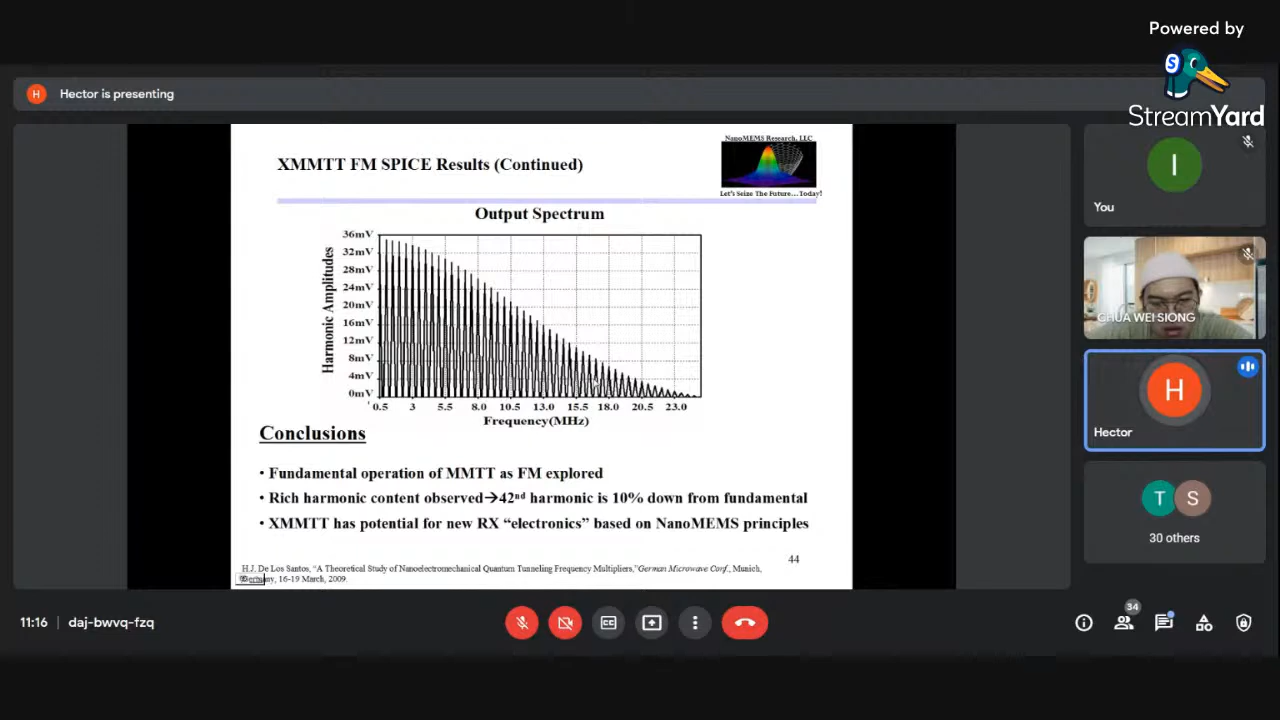 Powered by
StreamYard
H Hector is presenting
XMMTT FM SPICE Results (Continued)
NanoMEMS Research, LLC
Let's Seize The Future...Today!
Output Spectrum
Harmonic Amplitudes
36mV
32mV
28mV
24mV
20mV
16mV
12mV
8mV
4mV
0mV
0.5 3 5.5 8.0 10.5 13.0 15.5 18.0 20.5 23.0
Frequency(MHz)
Conclusions
• Fundamental operation of MMTT as FM explored
• Rich harmonic content observed→42nd harmonic is 10% down from fundamental
• XMMTT has potential for new RX “electronics” based on NanoMEMS principles
44
H.J. De Los Santos, “A Theoretical Study of Nanoelectromechanical Quantum Tunneling Frequency Multipliers,”German Microwave Conf., Munich,
Germany, 16-19 March, 2009.
I
You
CHUA WEI SIONG
H
Hector
T S
30 others
11:16 | daj-bwvq-fzq
CC
34